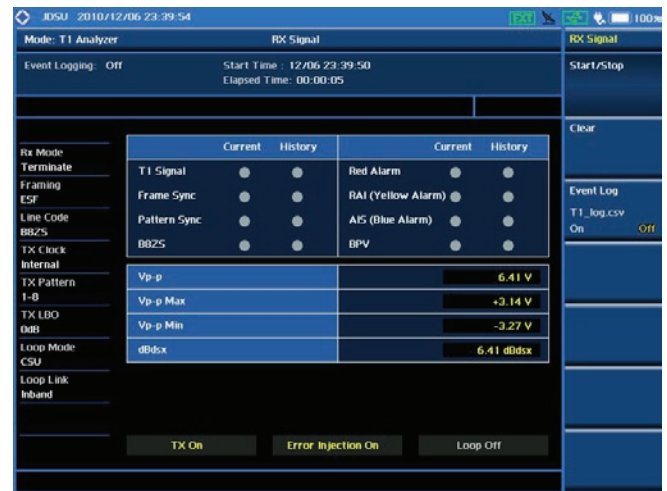 JDSU 2010/12/06 23:39:54 EXT 100%
Mode: T1 Analyzer RX Signal RX Signal
Event Logging: Off Start Time : 12/06 23:39:50
Elapsed Time: 00:00:05
Start/Stop
Clear
Event Log
T1_log.csv
On Off
Rx Mode
Terminate
Framing
ESF
Line Code
B8ZS
TX Clock
Internal
TX Pattern
1-8
TX LBO
0dB
Loop Mode
CSU
Loop Link
Inband
Current History Current History
T1 Signal Red Alarm
Frame Sync RAI (Yellow Alarm)
Pattern Sync AIS (Blue Alarm)
B8ZS BPV
Vp-p 6.41 V
Vp-p Max +3.14 V
Vp-p Min -3.27 V
dBdsx 6.41 dBdsx
TX On Error Injection On Loop Off